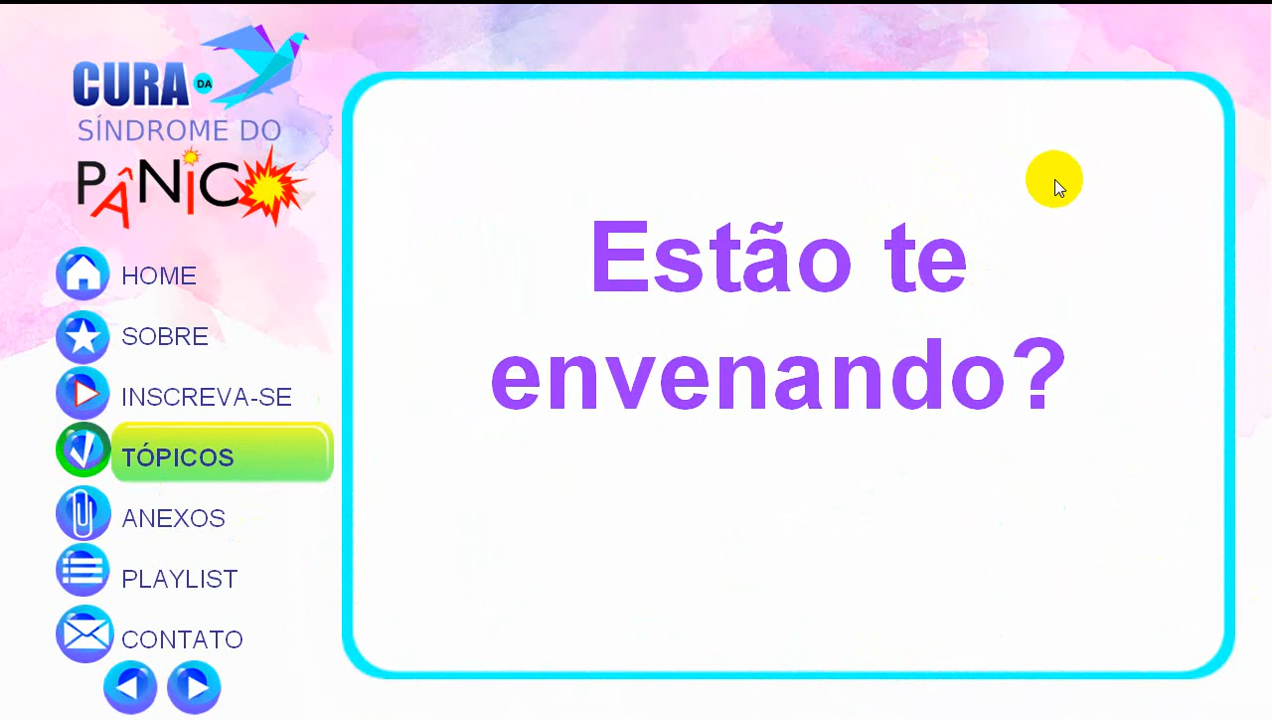 CURA DA
SÍNDROME DO
PÂNICO
HOME
SOBRE
INSCREVA-SE
TÓPICOS
ANEXOS
PLAYLIST
CONTATO
Estão te
envenando?